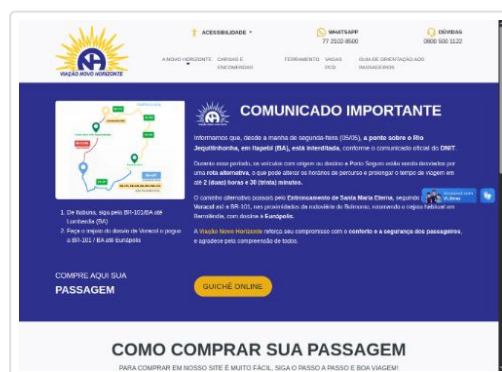 ACESSIBILIDADE
WHATSAPP
77 2102-8500
DÚVIDAS
0800 500 1122
VIAÇÃO NOVO HORIZONTE
A NOVO HORIZONTE
CARGAS E
ENCOMENDAS
FRETAMENTO
VAGAS
PCD
GUIA DE ORIENTAÇÃO AOS
PASSAGEIROS
COMUNICADO IMPORTANTE
Informamos que, desde a manhã de segunda-feira (05/05), a ponte sobre o Rio
Jequitinhonha, em Itapebi (BA), está interditada, conforme o comunicado oficial do DNIT.
Durante esse período, os veículos com origem ou destino a Porto Seguro estão sendo desviados por
uma rota alternativa, o que pode alterar os horários de percurso e prolongar o tempo de viagem em
até 2 (duas) horas e 30 (trinta) minutos.
O caminho alternativo passará pelo Entroncamento de Santa Maria Eterna, seguindo
Veracel até a BR-101, nas proximidades da rodoviária de Belmonte, retomando o trajeto habitual em
com destino a Eunápolis.
A Viação Novo Horizonte reforça seu compromisso com o conforto e a segurança dos passageiros,
e agradece pela compreensão de todos.
1. De Itabuna, siga pela BR-101/BA até
(BA)
2. Faça o trajeto do desvio da Veracel e pegue
a BR-101 / BA até Eunápolis
COMPRE AQUI SUA
PASSAGEM
GUICHÊ ONLINE
COMO COMPRAR SUA PASSAGEM
PARA COMPRAR EM NOSSO SITE É MUITO FÁCIL, SIGA O PASSO A PASSO E BOA VIAGEM!